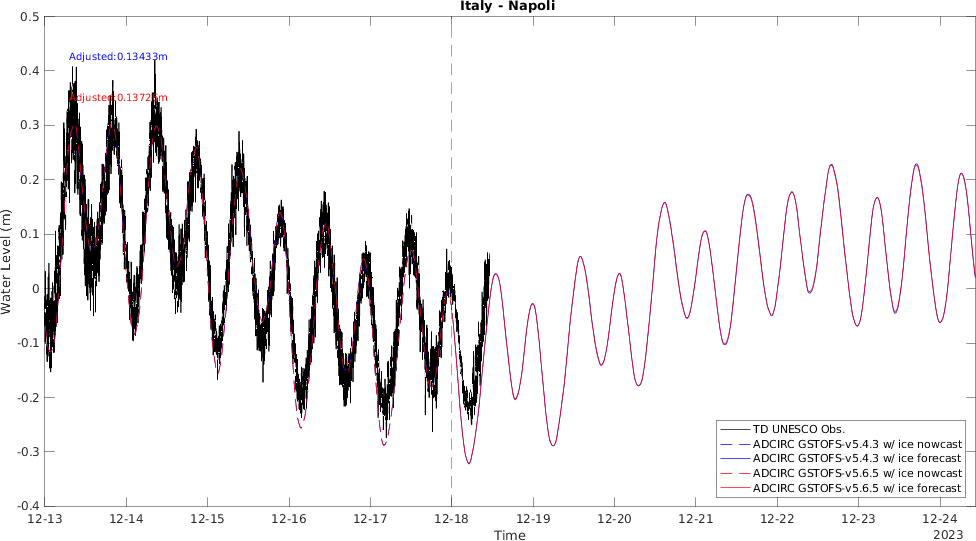 Italy - Napoli
Adjusted:0.13433m
Water Level (m)
0.5
0.4
0.3
0.2
0.1
0
-0.1
-0.2
-0.3
-0.4
12-13
12-14
12-15
12-16
12-17
12-18
12-19
12-20
12-21
12-22
12-23
12-24
Time
2023
TD UNESCO Obs.
ADCIRC GSTOFS-v5.4.3 w/ ice nowcast
ADCIRC GSTOFS-v5.4.3 w/ ice forecast
ADCIRC GSTOFS-v5.6.5 w/ ice nowcast
ADCIRC GSTOFS-v5.6.5 w/ ice forecast